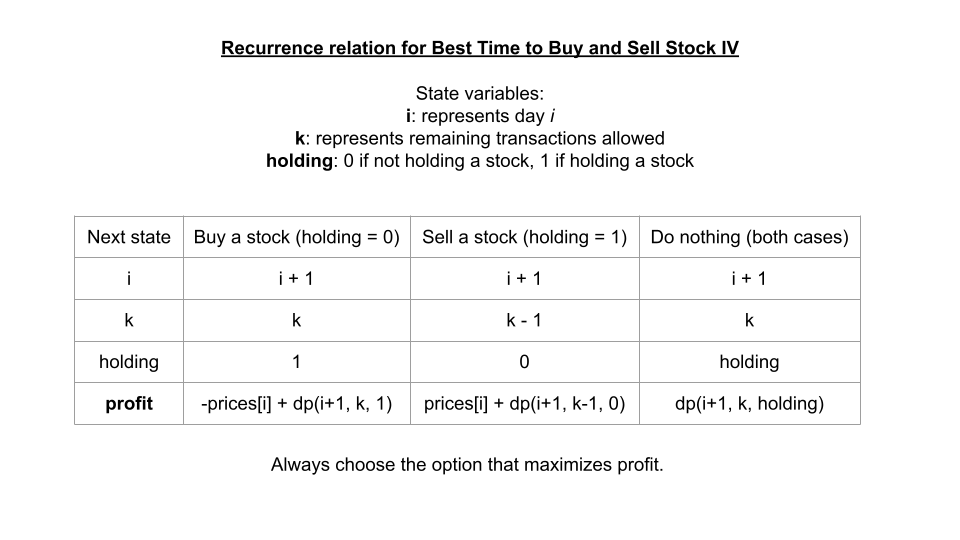 Recurrence relation for Best Time to Buy and Sell Stock IV
State variables:
i: represents day i
k: represents remaining transactions allowed
holding: 0 if not holding a stock, 1 if holding a stock
Next state Buy a stock (holding = 0) Sell a stock (holding = 1) Do nothing (both cases)
i i + 1 i + 1 i + 1
k k k - 1 k
holding 1 0 holding
profit -prices[i] + dp(i+1, k, 1) prices[i] + dp(i+1, k-1, 0) dp(i+1, k, holding)
Always choose the option that maximizes profit.